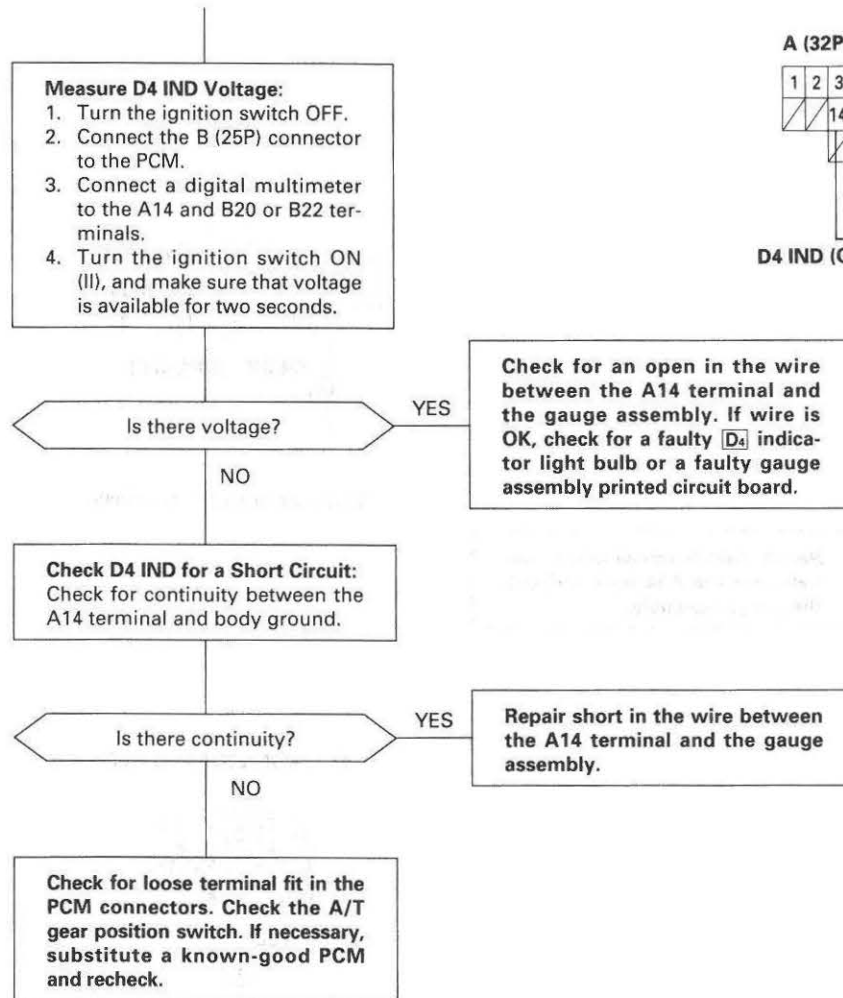 Measure D4 IND Voltage:
1. Turn the ignition switch OFF.
2. Connect the B (25P) connector
to the PCM.
3. Connect a digital multimeter
to the A14 and B20 or B22 ter-
minals.
4. Turn the ignition switch ON
(II), and make sure that voltage
is available for two seconds.
A (32P
1 2 3
14
D4 IND (
Is there voltage?
YES
Check for an open in the wire
between the A14 terminal and
the gauge assembly. If wire is
OK, check for a faulty D4 indica-
tor light bulb or a faulty gauge
assembly printed circuit board.
NO
Check D4 IND for a Short Circuit:
Check for continuity between the
A14 terminal and body ground.
Is there continuity?
YES
Repair short in the wire between
the A14 terminal and the gauge
assembly.
NO
Check for loose terminal fit in the
PCM connectors. Check the A/T
gear position switch. If necessary,
substitute a known-good PCM
and recheck.